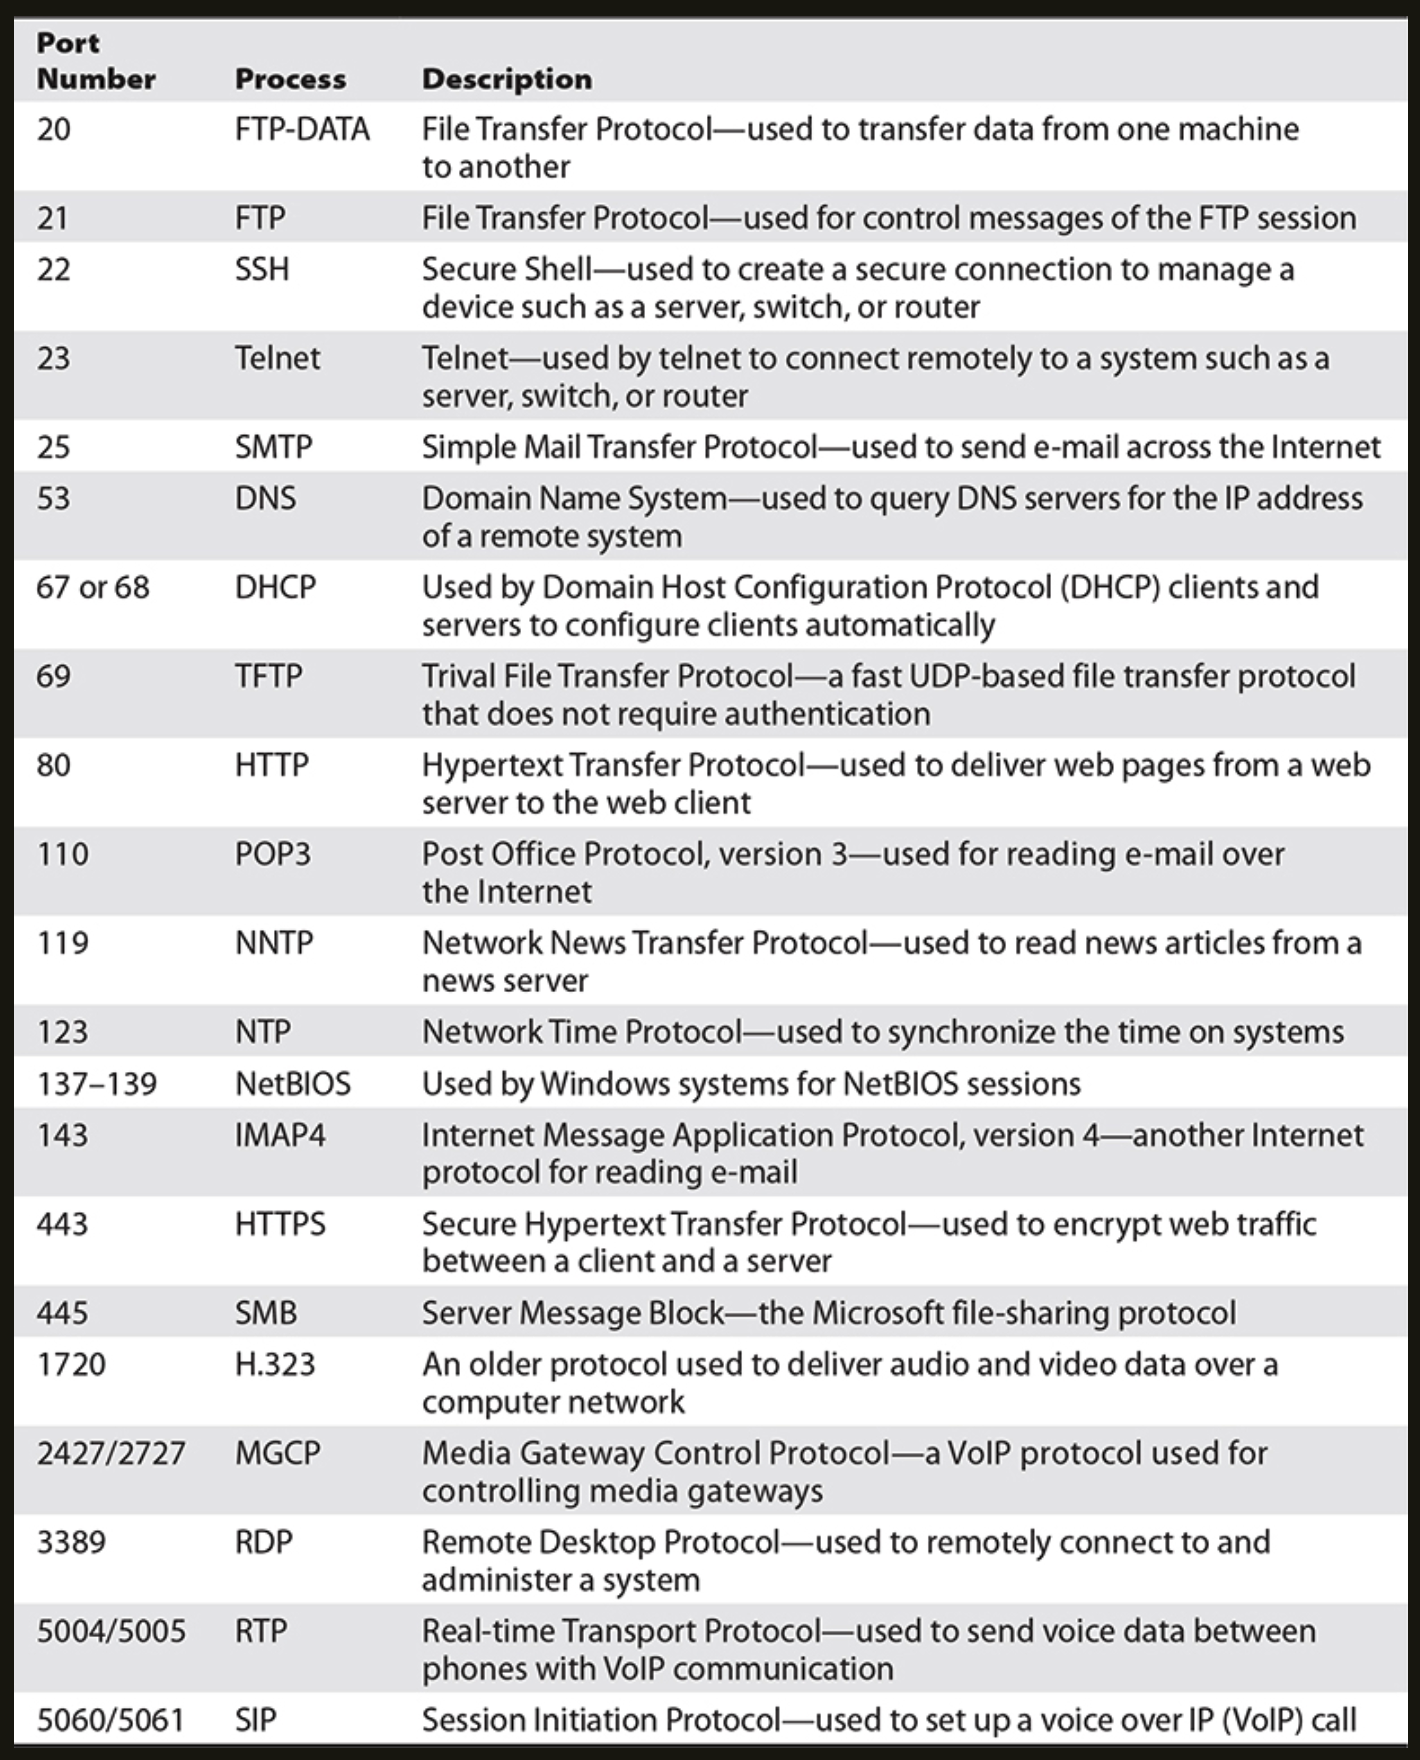 Port
Number Process Description
20 FTP-DATA File Transfer Protocol—used to transfer data from one machine
to another
21 FTP File Transfer Protocol—used for control messages of the FTP session
22 SSH Secure Shell—used to create a secure connection to manage a
device such as a server, switch, or router
23 Telnet Telnet—used by telnet to connect remotely to a system such as a
server, switch, or router
25 SMTP Simple Mail Transfer Protocol—used to send e-mail across the Internet
53 DNS Domain Name System—used to query DNS servers for the IP address
of a remote system
67 or 68 DHCP Used by Domain Host Configuration Protocol (DHCP) clients and
servers to configure clients automatically
69 TFTP Trival File Transfer Protocol—a fast UDP-based file transfer protocol
that does not require authentication
80 HTTP Hypertext Transfer Protocol—used to deliver web pages from a web
server to the web client
110 POP3 Post Office Protocol, version 3—used for reading e-mail over
the Internet
119 NNTP Network News Transfer Protocol—used to read news articles from a
news server
123 NTP Network Time Protocol—used to synchronize the time on systems
137–139 NetBIOS Used by Windows systems for NetBIOS sessions
143 IMAP4 Internet Message Application Protocol, version 4—another Internet
protocol for reading e-mail
443 HTTPS Secure Hypertext Transfer Protocol—used to encrypt web traffic
between a client and a server
445 SMB Server Message Block—the Microsoft file-sharing protocol
1720 H.323 An older protocol used to deliver audio and video data over a
computer network
2427/2727 MGCP Media Gateway Control Protocol—a VoIP protocol used for
controlling media gateways
3389 RDP Remote Desktop Protocol—used to remotely connect to and
administer a system
5004/5005 RTP Real-time Transport Protocol—used to send voice data between
phones with VoIP communication
5060/5061 SIP Session Initiation Protocol—used to set up a voice over IP (VoIP) call